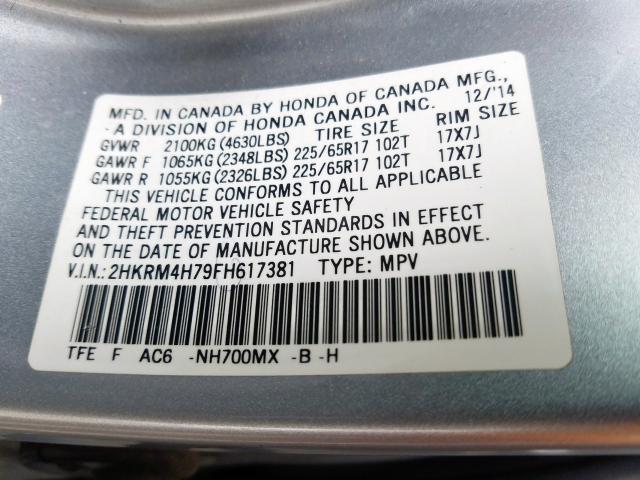 MFD. IN CANADA BY HONDA OF CANADA MFG.,
- A DIVISION OF HONDA CANADA INC. 12/'14
GVWR 2100KG (4630LBS) TIRE SIZE RIM SIZE
GAWR F 1065KG (2348LBS) 225/65R17 102T 17X7J
GAWR R 1055KG (2326LBS) 225/65R17 102T 17X7J
THIS VEHICLE CONFORMS TO ALL APPLICABLE
FEDERAL MOTOR VEHICLE SAFETY
AND THEFT PREVENTION STANDARDS IN EFFECT
ON THE DATE OF MANUFACTURE SHOWN ABOVE.
V.I.N.: 2HKRM4H79FH617381 TYPE: MPV
TFE F AC6 -NH700MX -B -H